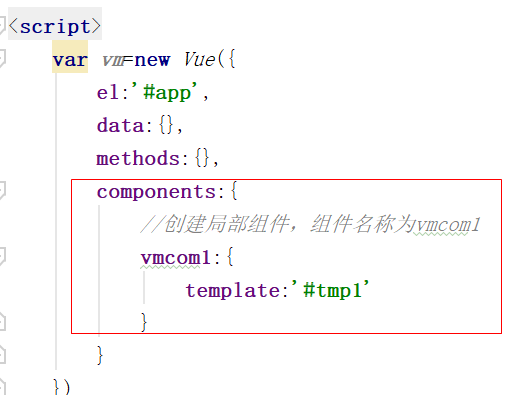 <script>
var vm=new Vue({
el:'#app',
data:{},
methods:{},
components:{
//创建局部组件，组件名称为vmcom1
vmcom1:{
template:'#tmp1'
}
}
})